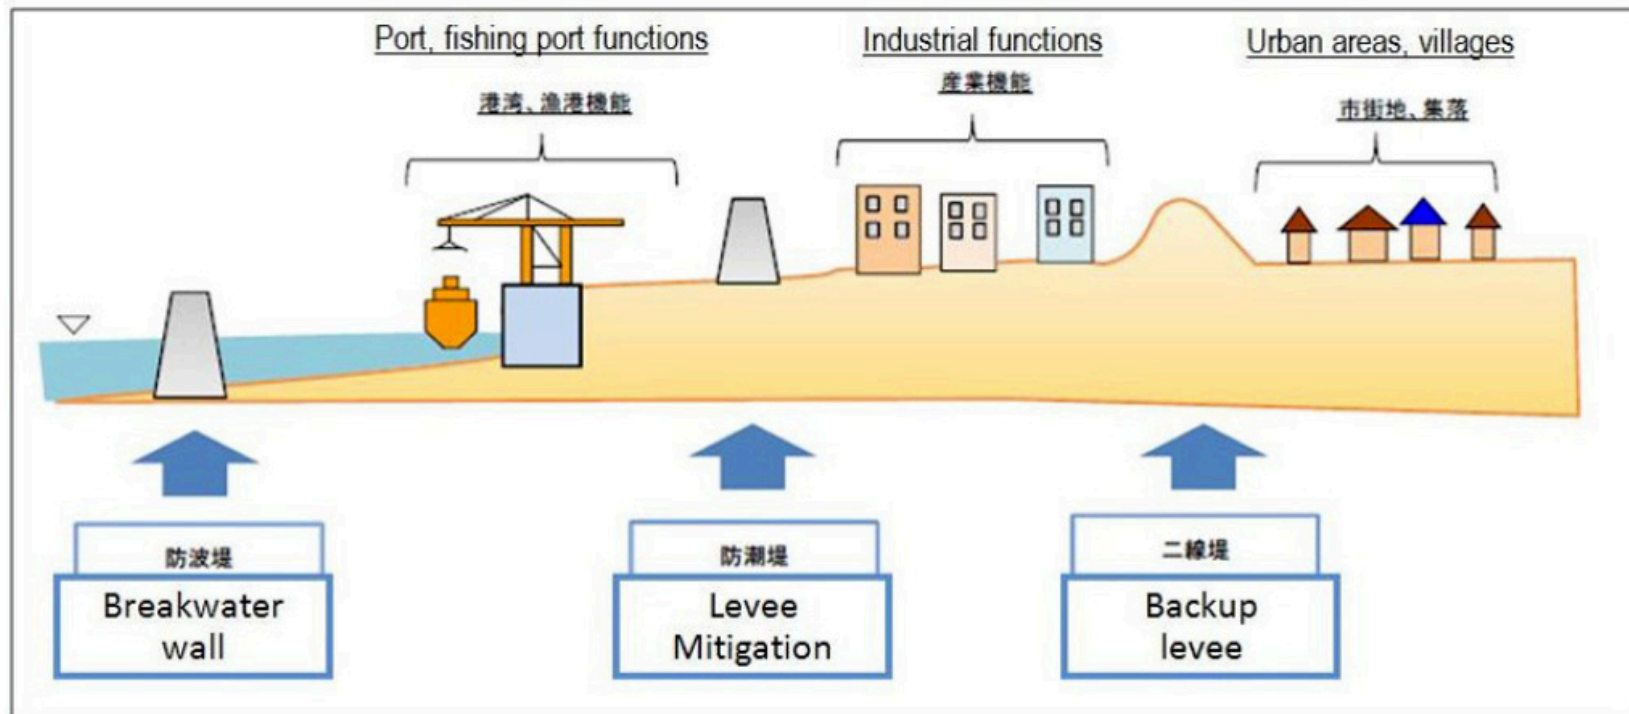 Port, fishing port functions
港湾、漁港機能
Industrial functions
産業機能
Urban areas, villages
市街地、集落
防波堤
Breakwater
wall
防潮堤
Levee
Mitigation
二線堤
Backup
levee